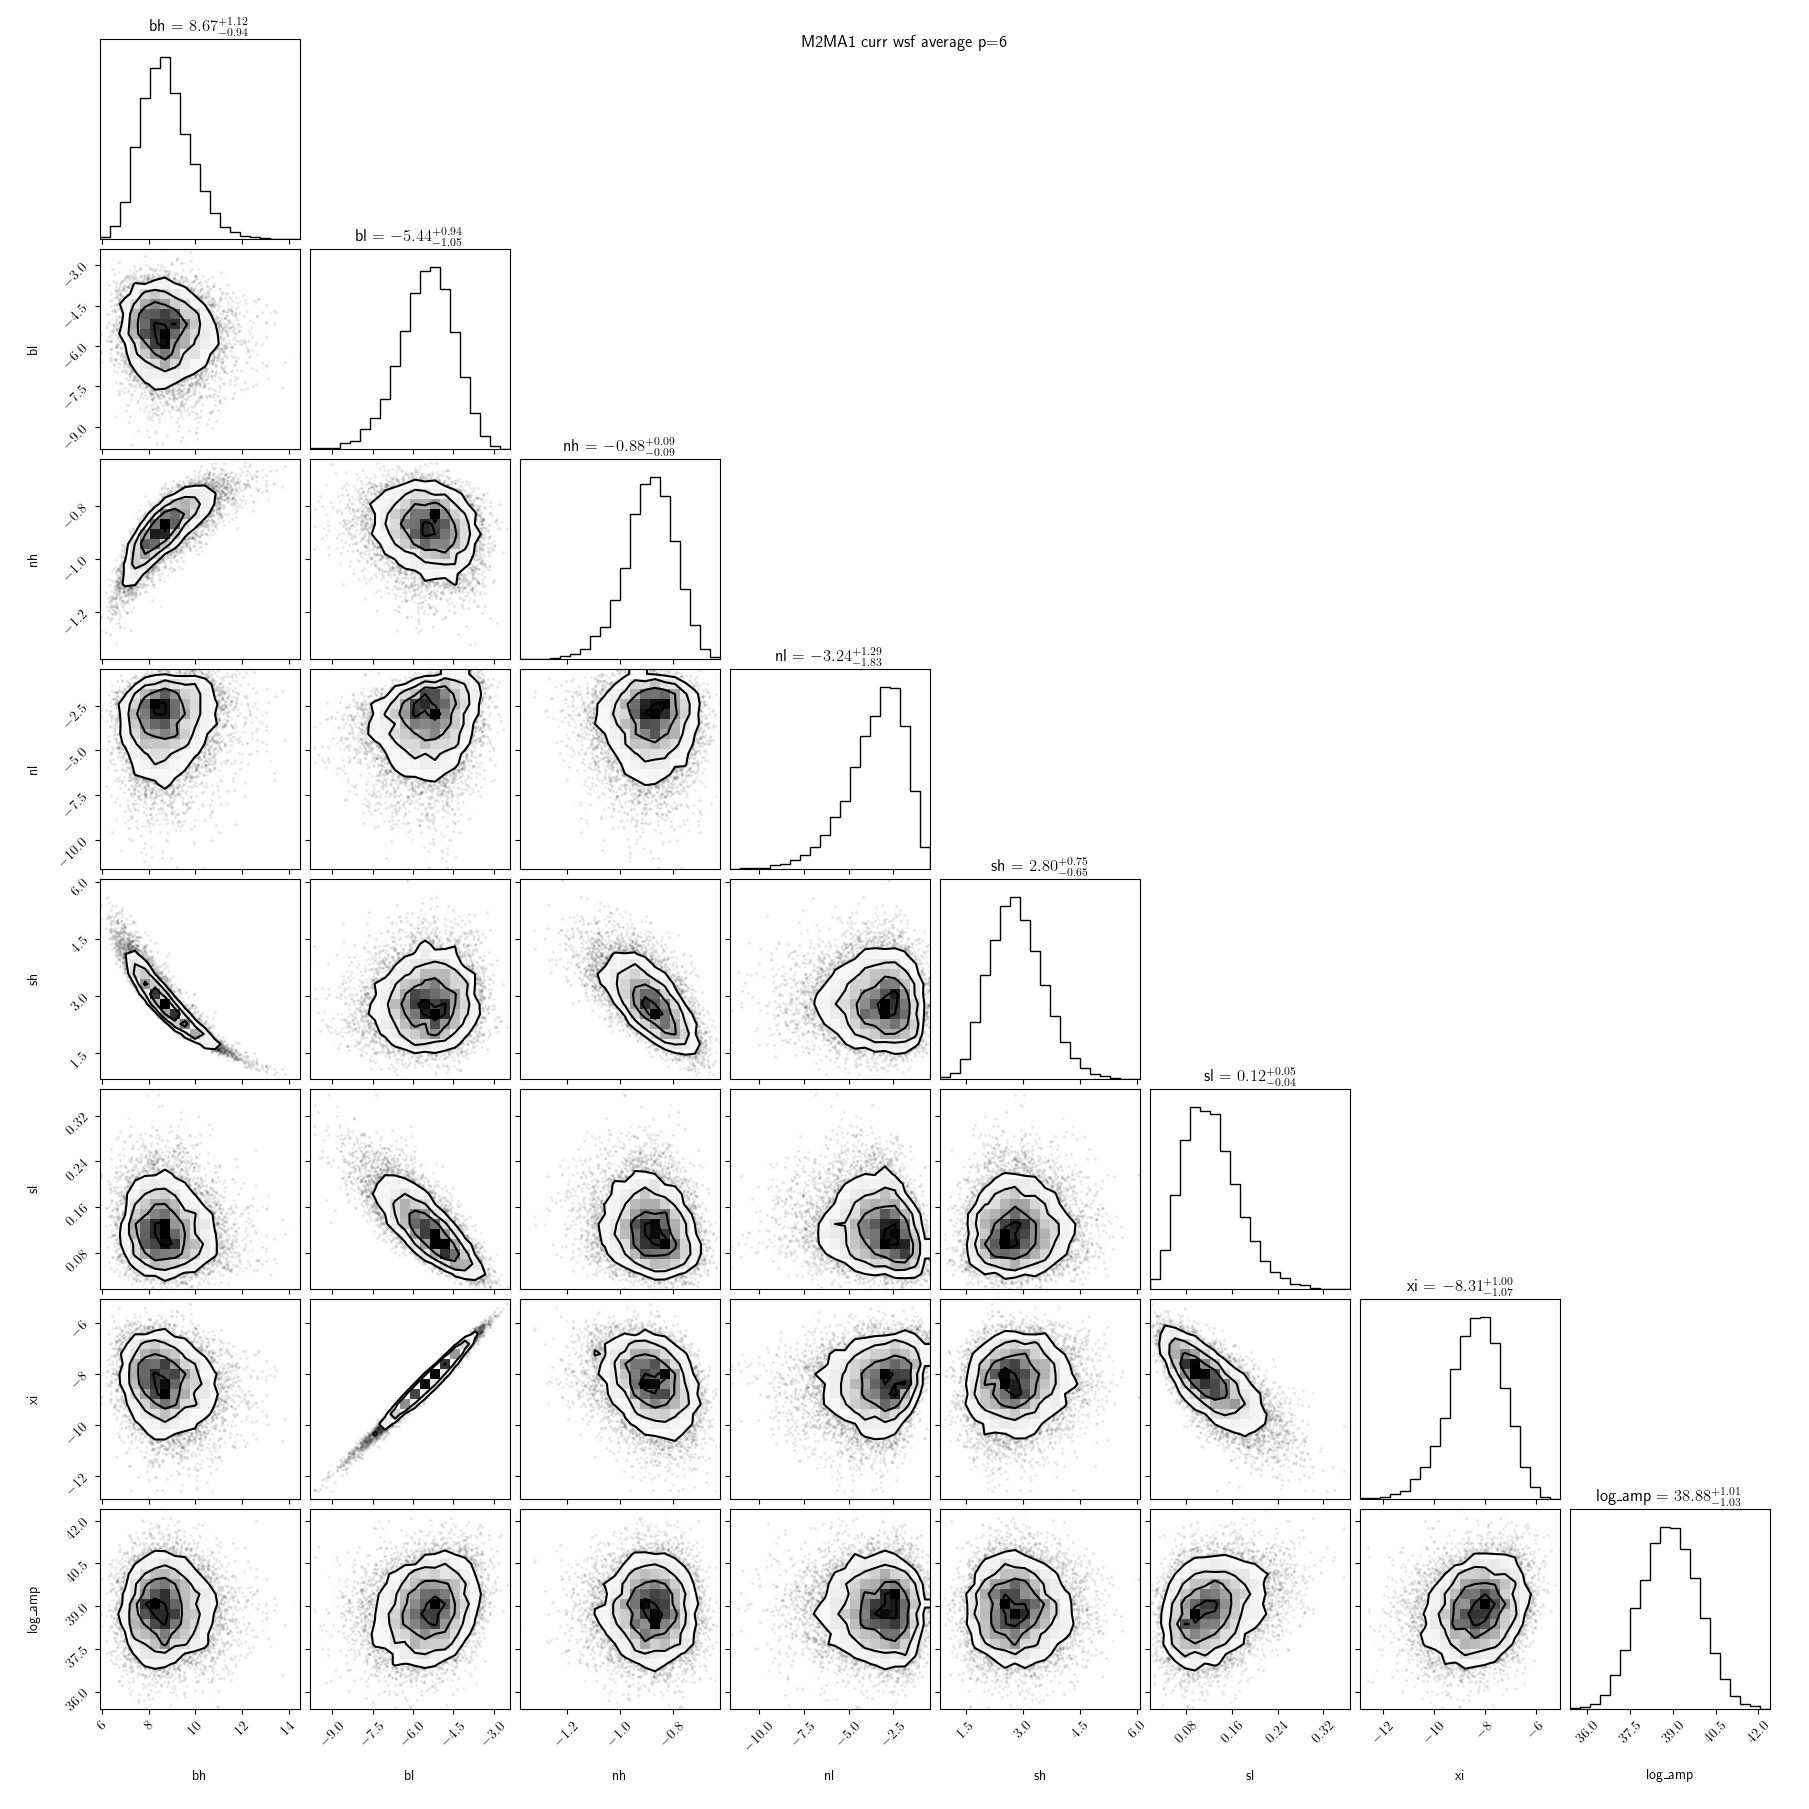 bh = 8.67^{+1.12}_{-0.94}
M2MA1 curr wsf average p=6
bl = −5.44^{+0.94}_{-1.05}
−3.0
−4.5
−6.0
−7.5
−9.0
bl
nh = −0.88^{+0.09}_{-0.09}
−0.8
−1.0
−1.2
nh
nl = −3.24^{+1.29}_{-1.83}
−2.5
−5.0
−7.5
−10.0
nl
sh = 2.80^{+0.75}_{-0.65}
6.0
4.5
3.0
1.5
sh
sl = 0.12^{+0.05}_{-0.04}
0.32
0.24
0.16
0.08
sl
xi = −8.31^{+1.00}_{-1.07}
−6
−8
−10
−12
xi
log_amp = 38.88^{+1.01}_{-1.03}
42.0
40.5
39.0
37.5
36.0
log_amp
6 8 10 12 14 −9.0 −7.5 −6.0 −4.5 −3.0 −1.2 −1.0 −0.8 −10.0 −7.5 −5.0 −2.5 1.5 3.0 4.5 6.0 0.08 0.16 0.24 0.32 −12 −10 −8 −6 36.0 37.5 39.0 40.5 42.0
bh bl nh nl sh sl xi log_amp